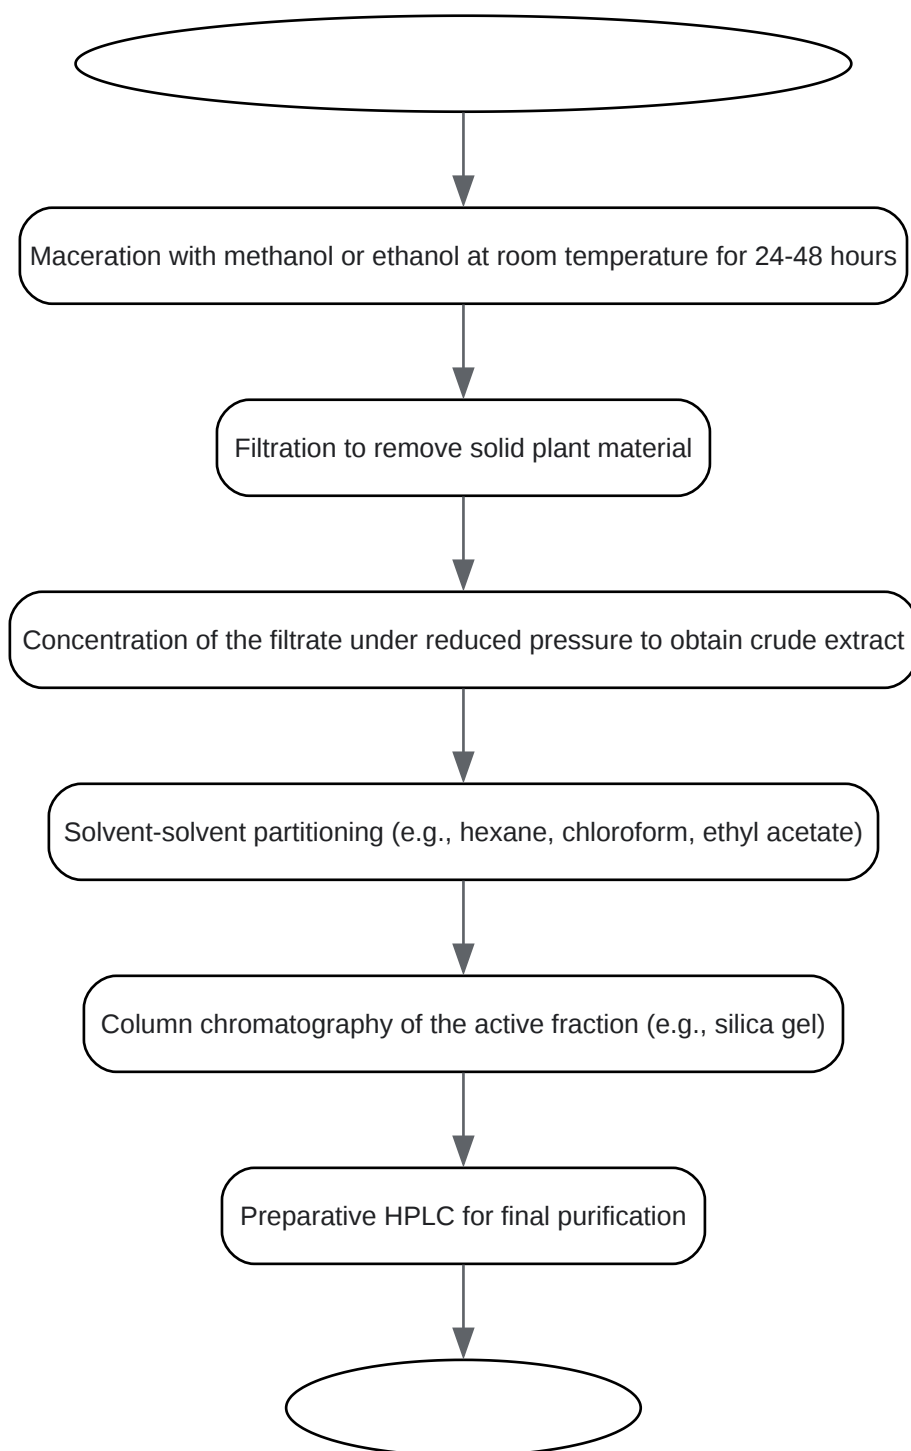 Maceration with methanol or ethanol at room temperature for 24-48 hours
Filtration to remove solid plant material
Concentration of the filtrate under reduced pressure to obtain crude extract
Solvent-solvent partitioning (e.g., hexane, chloroform, ethyl acetate)
Column chromatography of the active fraction (e.g., silica gel)
Preparative HPLC for final purification